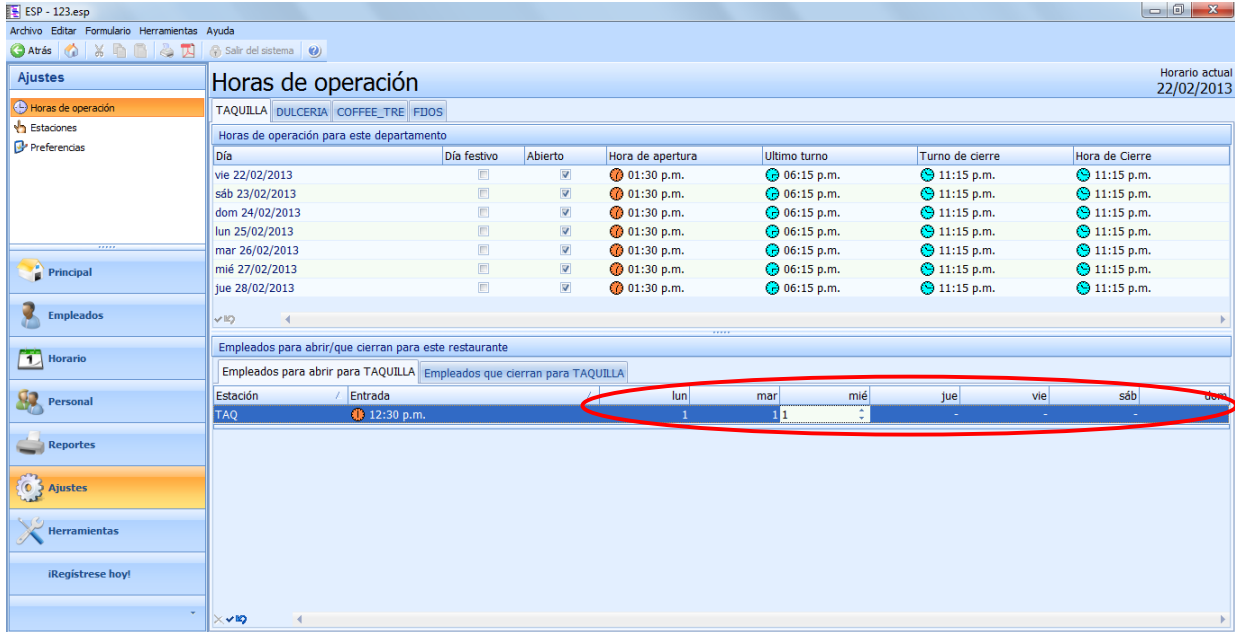 ESP - 123.esp
Archivo Editar Formulario Herramientas Ayuda
Atrás Salir del sistema
Ajustes
Horas de operación
Estaciones
Preferencias
Principal
Empleados
Horario
1
Personal
Reportes
Ajustes
Herramientas
¡Regístrese hoy!
Horas de operación
Horario actual
22/02/2013
TAQUILLA DULCERIA COFFEE_TRE FIJOS
Horas de operación para este departamento
Día Día festivo Abierto Hora de apertura Ultimo turno Turno de cierre Hora de Cierre
vie 22/02/2013 01:30 p.m. 06:15 p.m. 11:15 p.m. 11:15 p.m.
sáb 23/02/2013 01:30 p.m. 06:15 p.m. 11:15 p.m. 11:15 p.m.
dom 24/02/2013 01:30 p.m. 06:15 p.m. 11:15 p.m. 11:15 p.m.
lun 25/02/2013 01:30 p.m. 06:15 p.m. 11:15 p.m. 11:15 p.m.
mar 26/02/2013 01:30 p.m. 06:15 p.m. 11:15 p.m. 11:15 p.m.
mié 27/02/2013 01:30 p.m. 06:15 p.m. 11:15 p.m. 11:15 p.m.
jue 28/02/2013 01:30 p.m. 06:15 p.m. 11:15 p.m. 11:15 p.m.
Empleados para abrir/que cierran para este restaurante
Empleados para abrir para TAQUILLA Empleados que cierran para TAQUILLA
Estación Entrada lun mar mié jue vie sáb dom
TAQ 12:30 p.m. 1 1 1 - - -